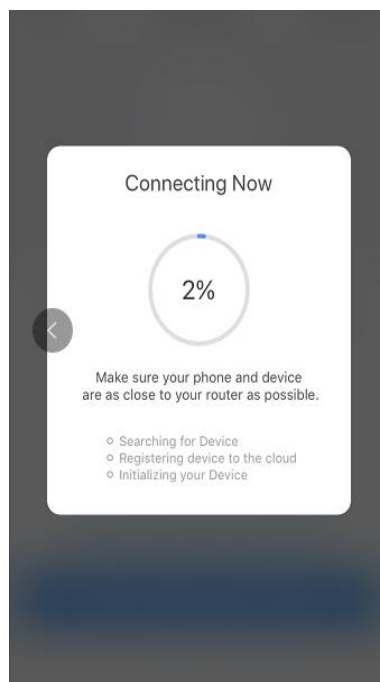 Connecting Now
2%
Make sure your phone and device
are as close to your router as possible.
Searching for Device
Registering device to the cloud
Initializing your Device